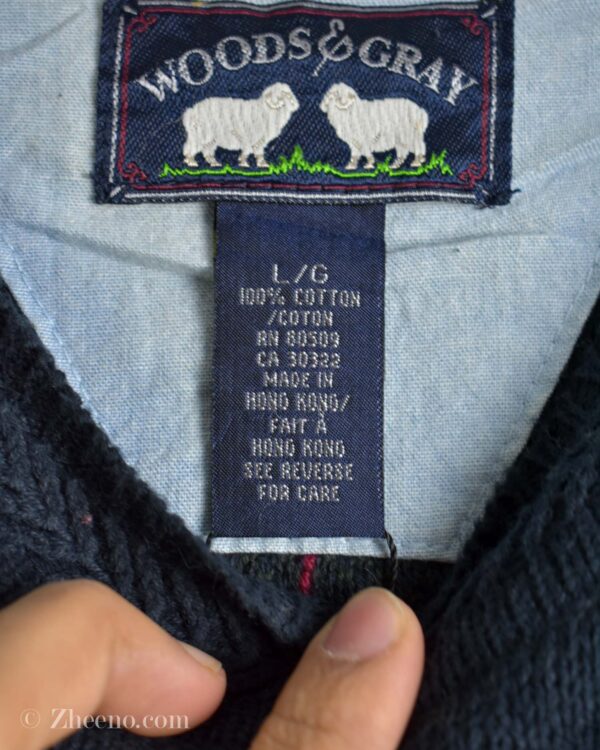 WOODS & GRAY
L/G
100% COTTON
/COTON
RN 80509
CA 30322
MADE IN
HONG KONG/
FAIT À
HONG KONG
SEE REVERSE
FOR CARE
© Zheeno.com